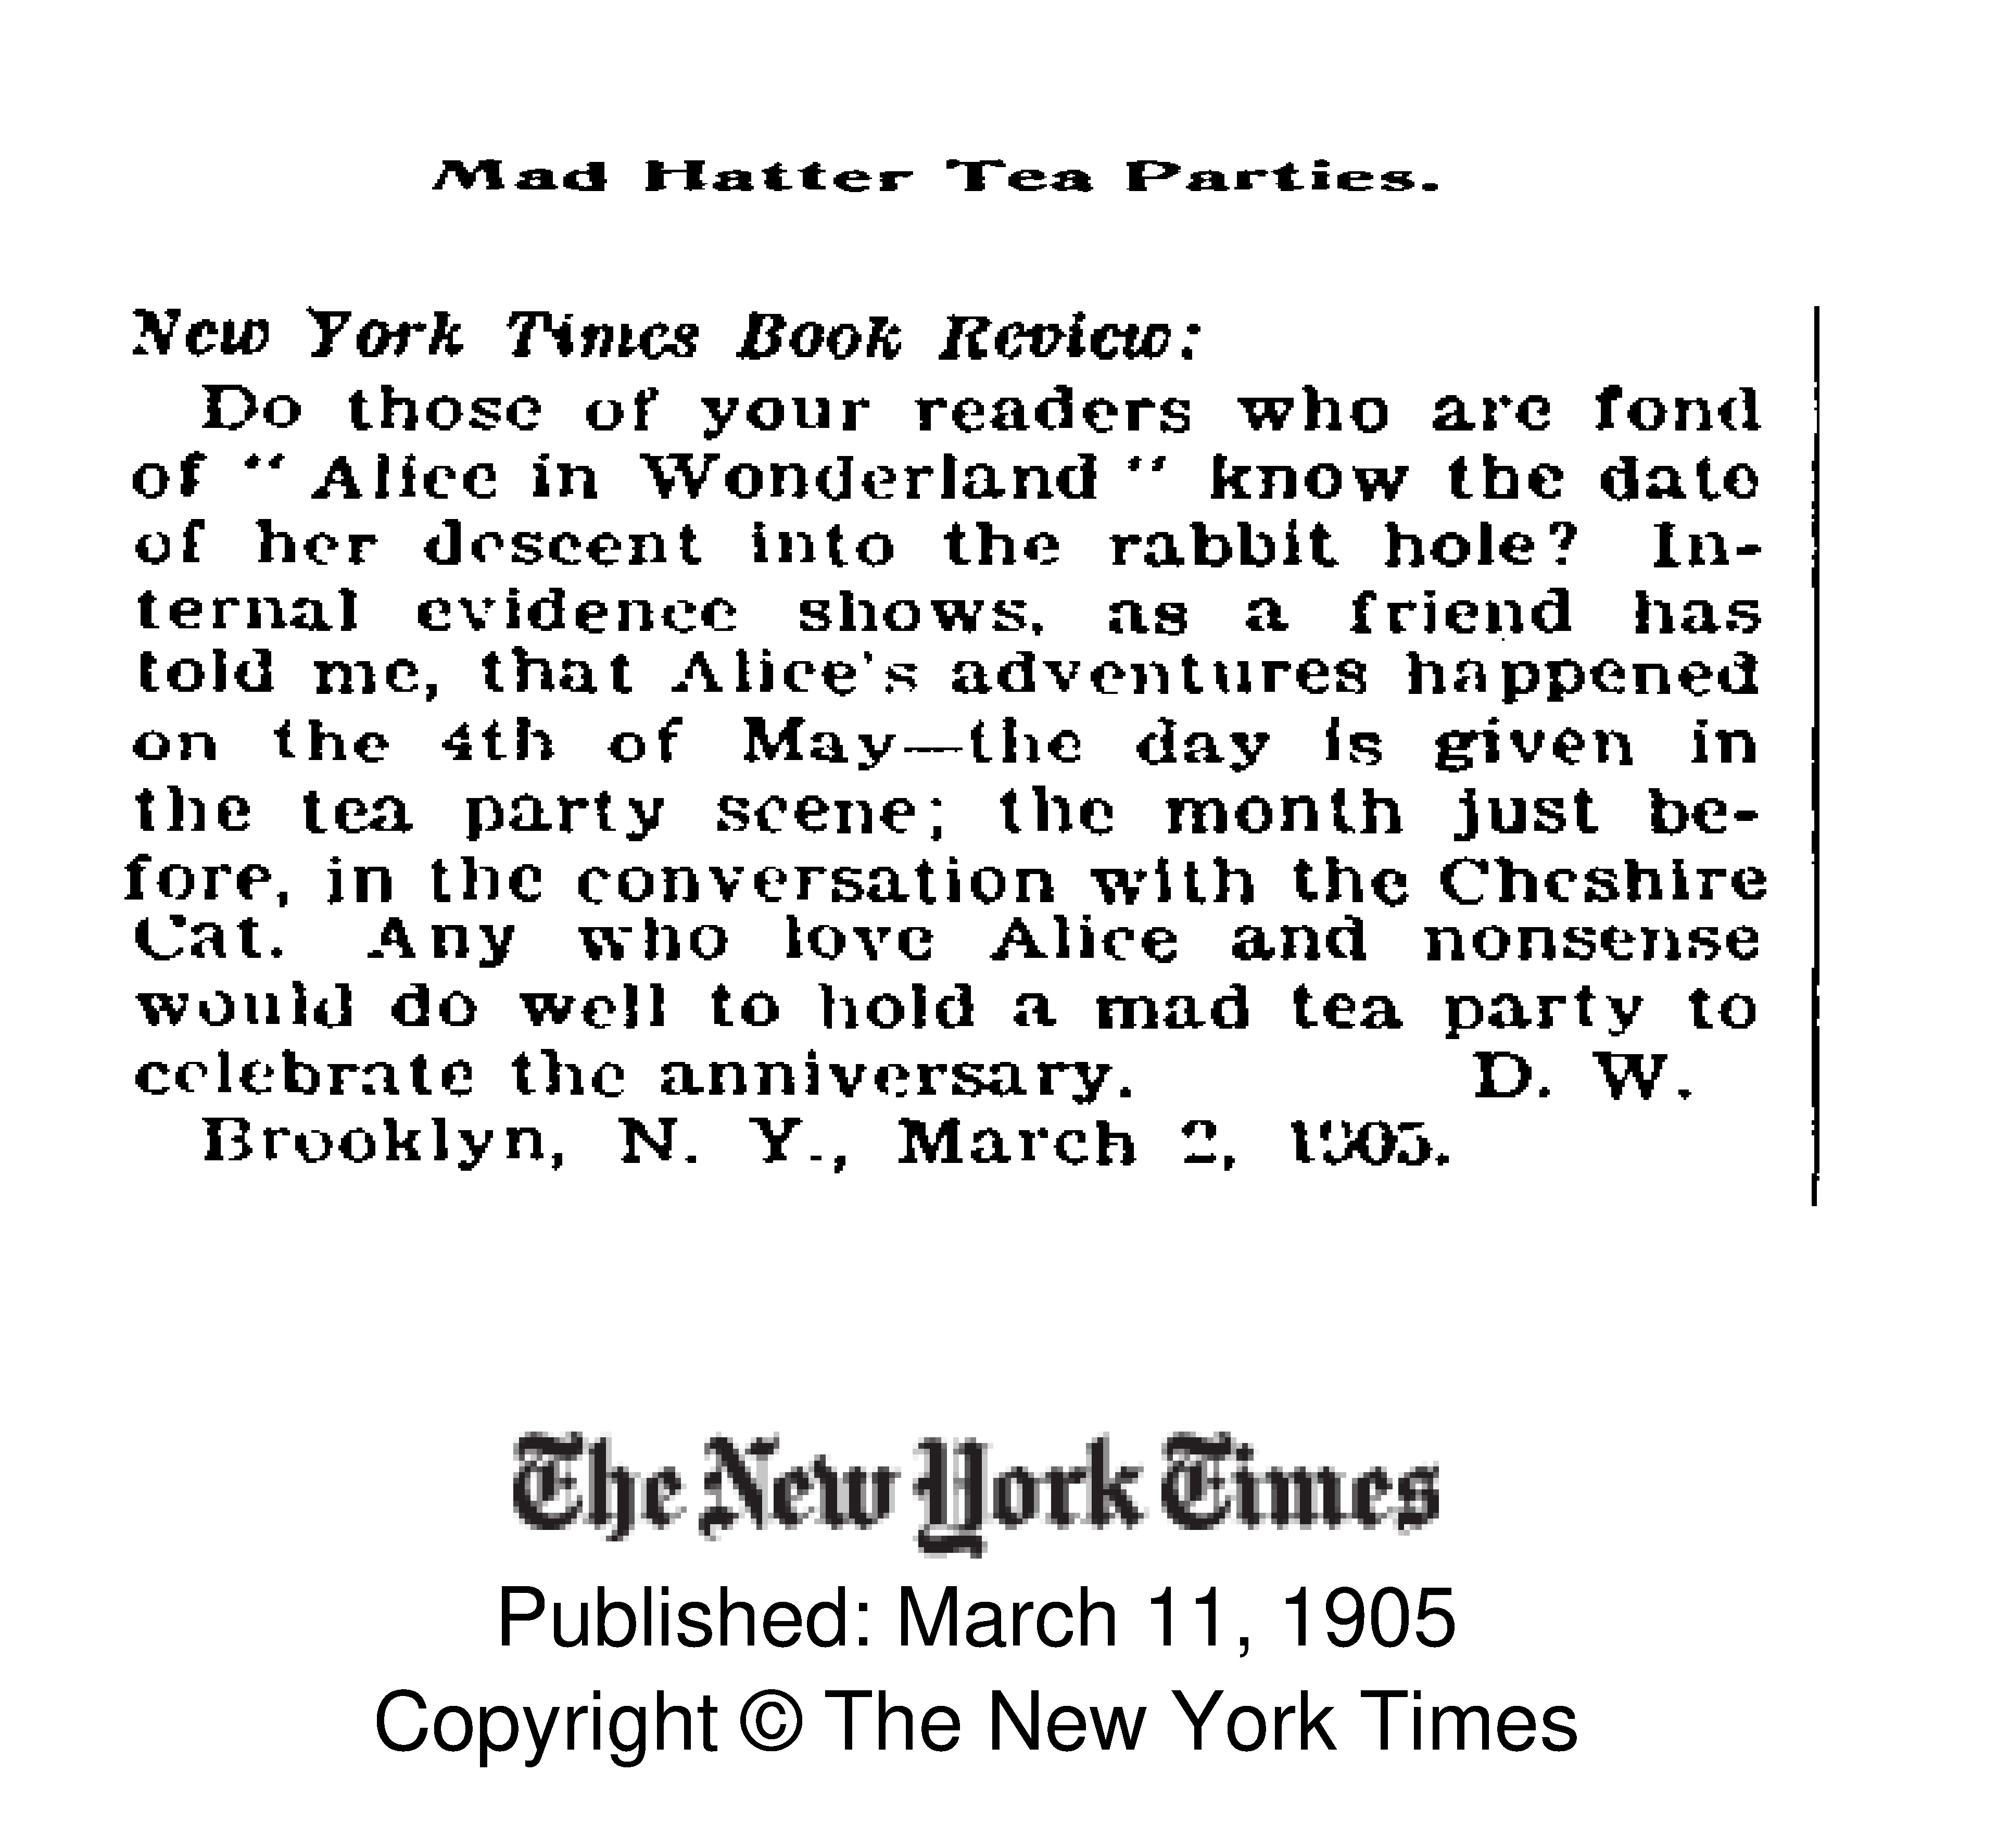 Mad Hatter Tea Parties.
New York Times Book Review:
Do those of your readers who are fond
of " Alice in Wonderland " know the date
of her descent into the rabbit hole? In-
ternal evidence shows, as a friend has
told me, that Alice's adventures happened
on the 4th of May—the day is given in
the tea party scene; the month just be-
fore, in the conversation with the Cheshire
Cat. Any who love Alice and nonsense
would do well to hold a mad tea party to
celebrate the anniversary. D. W.
Brooklyn, N. Y., March 2, 1905.
The New York Times
Published: March 11, 1905
Copyright © The New York Times